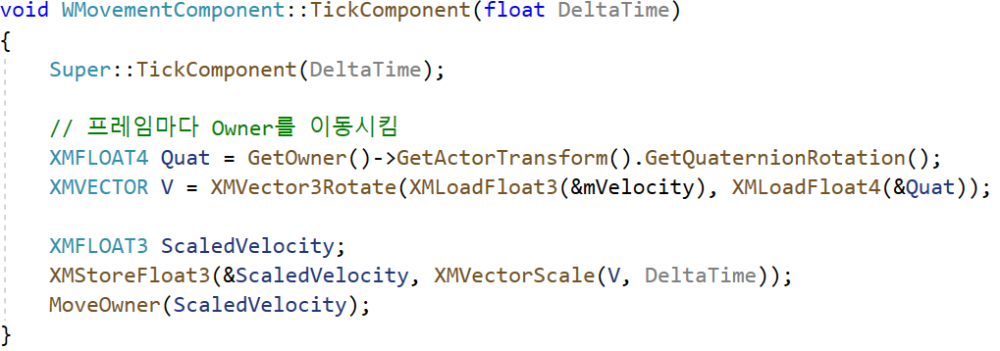 void WMovementComponent::TickComponent(float DeltaTime)
{
    Super::TickComponent(DeltaTime);

    // 프레임마다 Owner를 이동시킴
    XMFLOAT4 Quat = GetOwner()->GetActorTransform().GetQuaternionRotation();
    XMVECTOR V = XMVector3Rotate(XMLoadFloat3(&mVelocity), XMLoadFloat4(&Quat));

    XMFLOAT3 ScaledVelocity;
    XMStoreFloat3(&ScaledVelocity, XMVectorScale(V, DeltaTime));
    MoveOwner(ScaledVelocity);
}